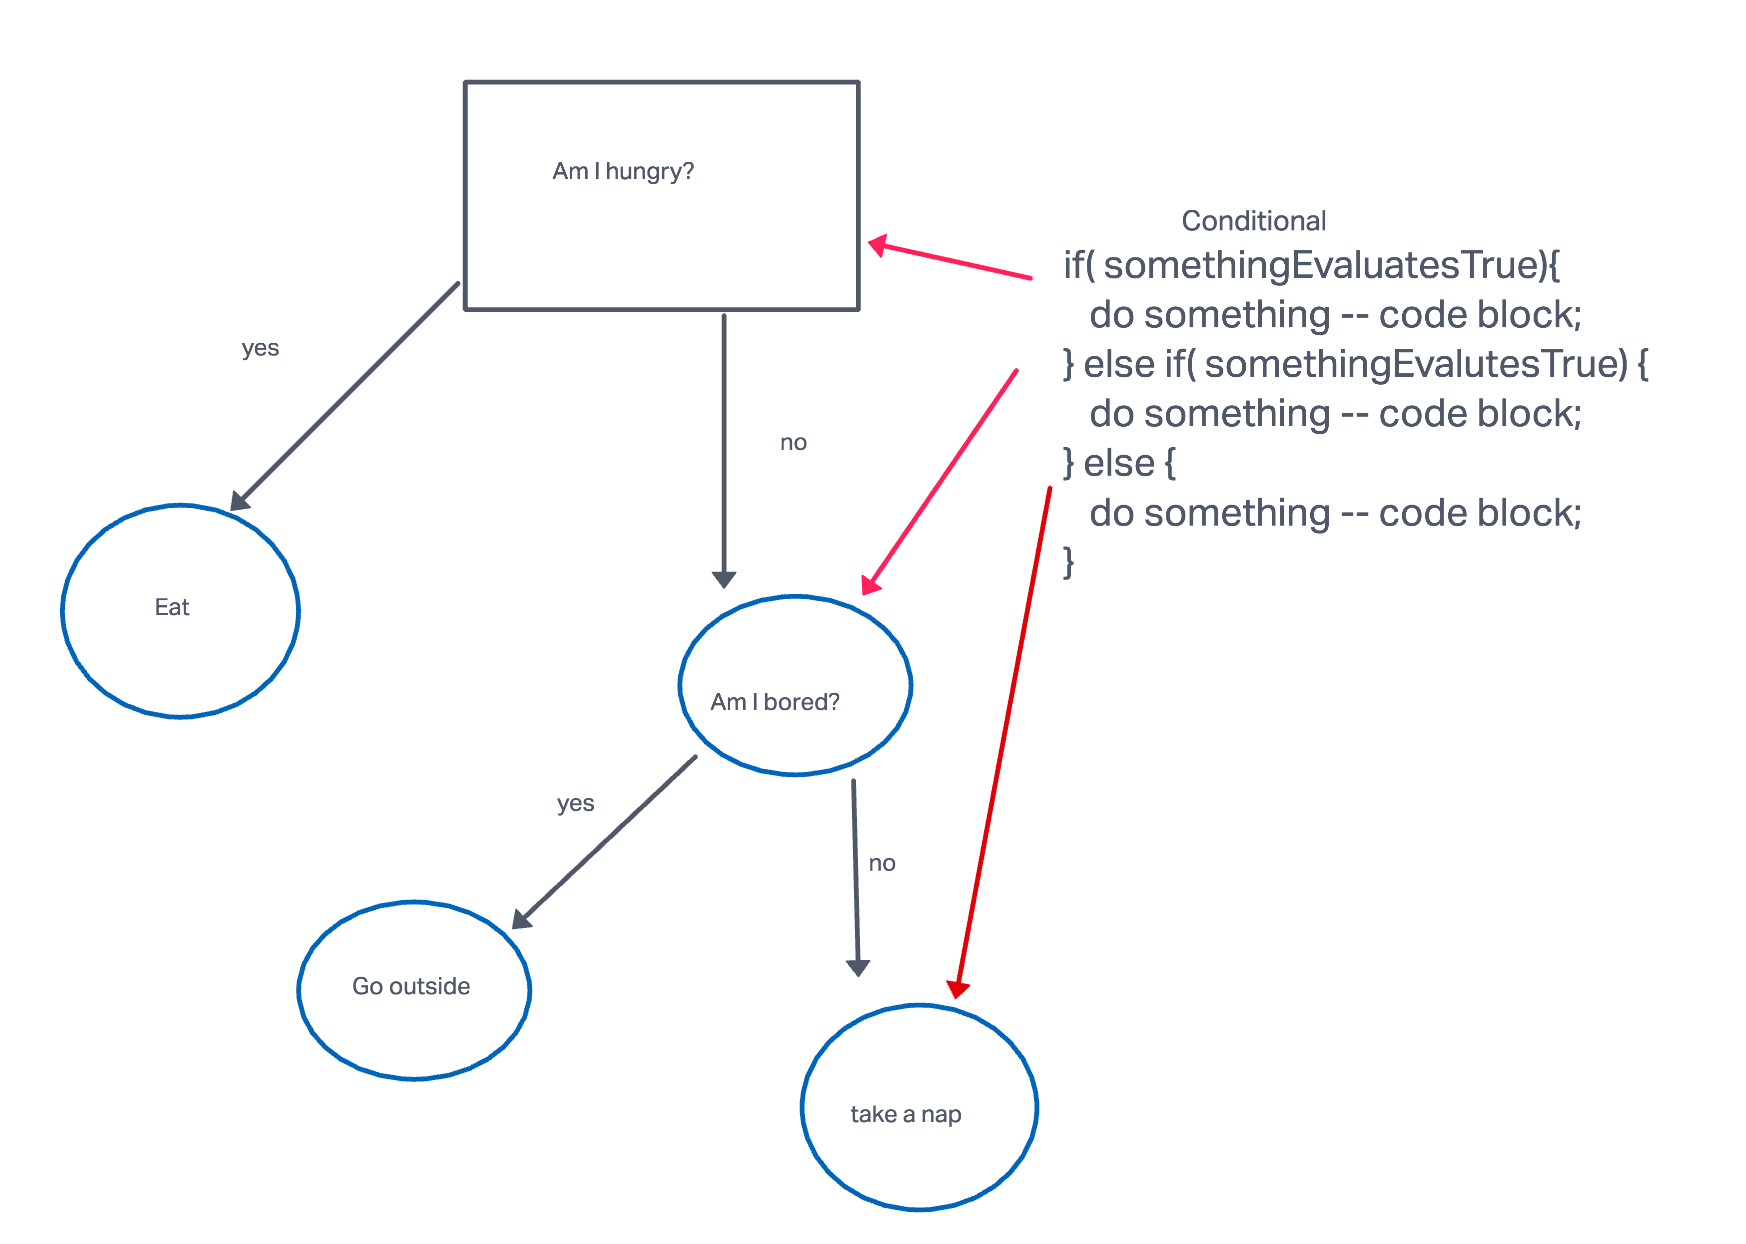 Am I hungry?
Conditional
if( somethingEvaluatesTrue){
do something -- code block;
} else if( somethingEvalutesTrue) {
do something -- code block;
} else {
do something -- code block;
}
yes
no
Eat
Am I bored?
yes
no
Go outside
take a nap